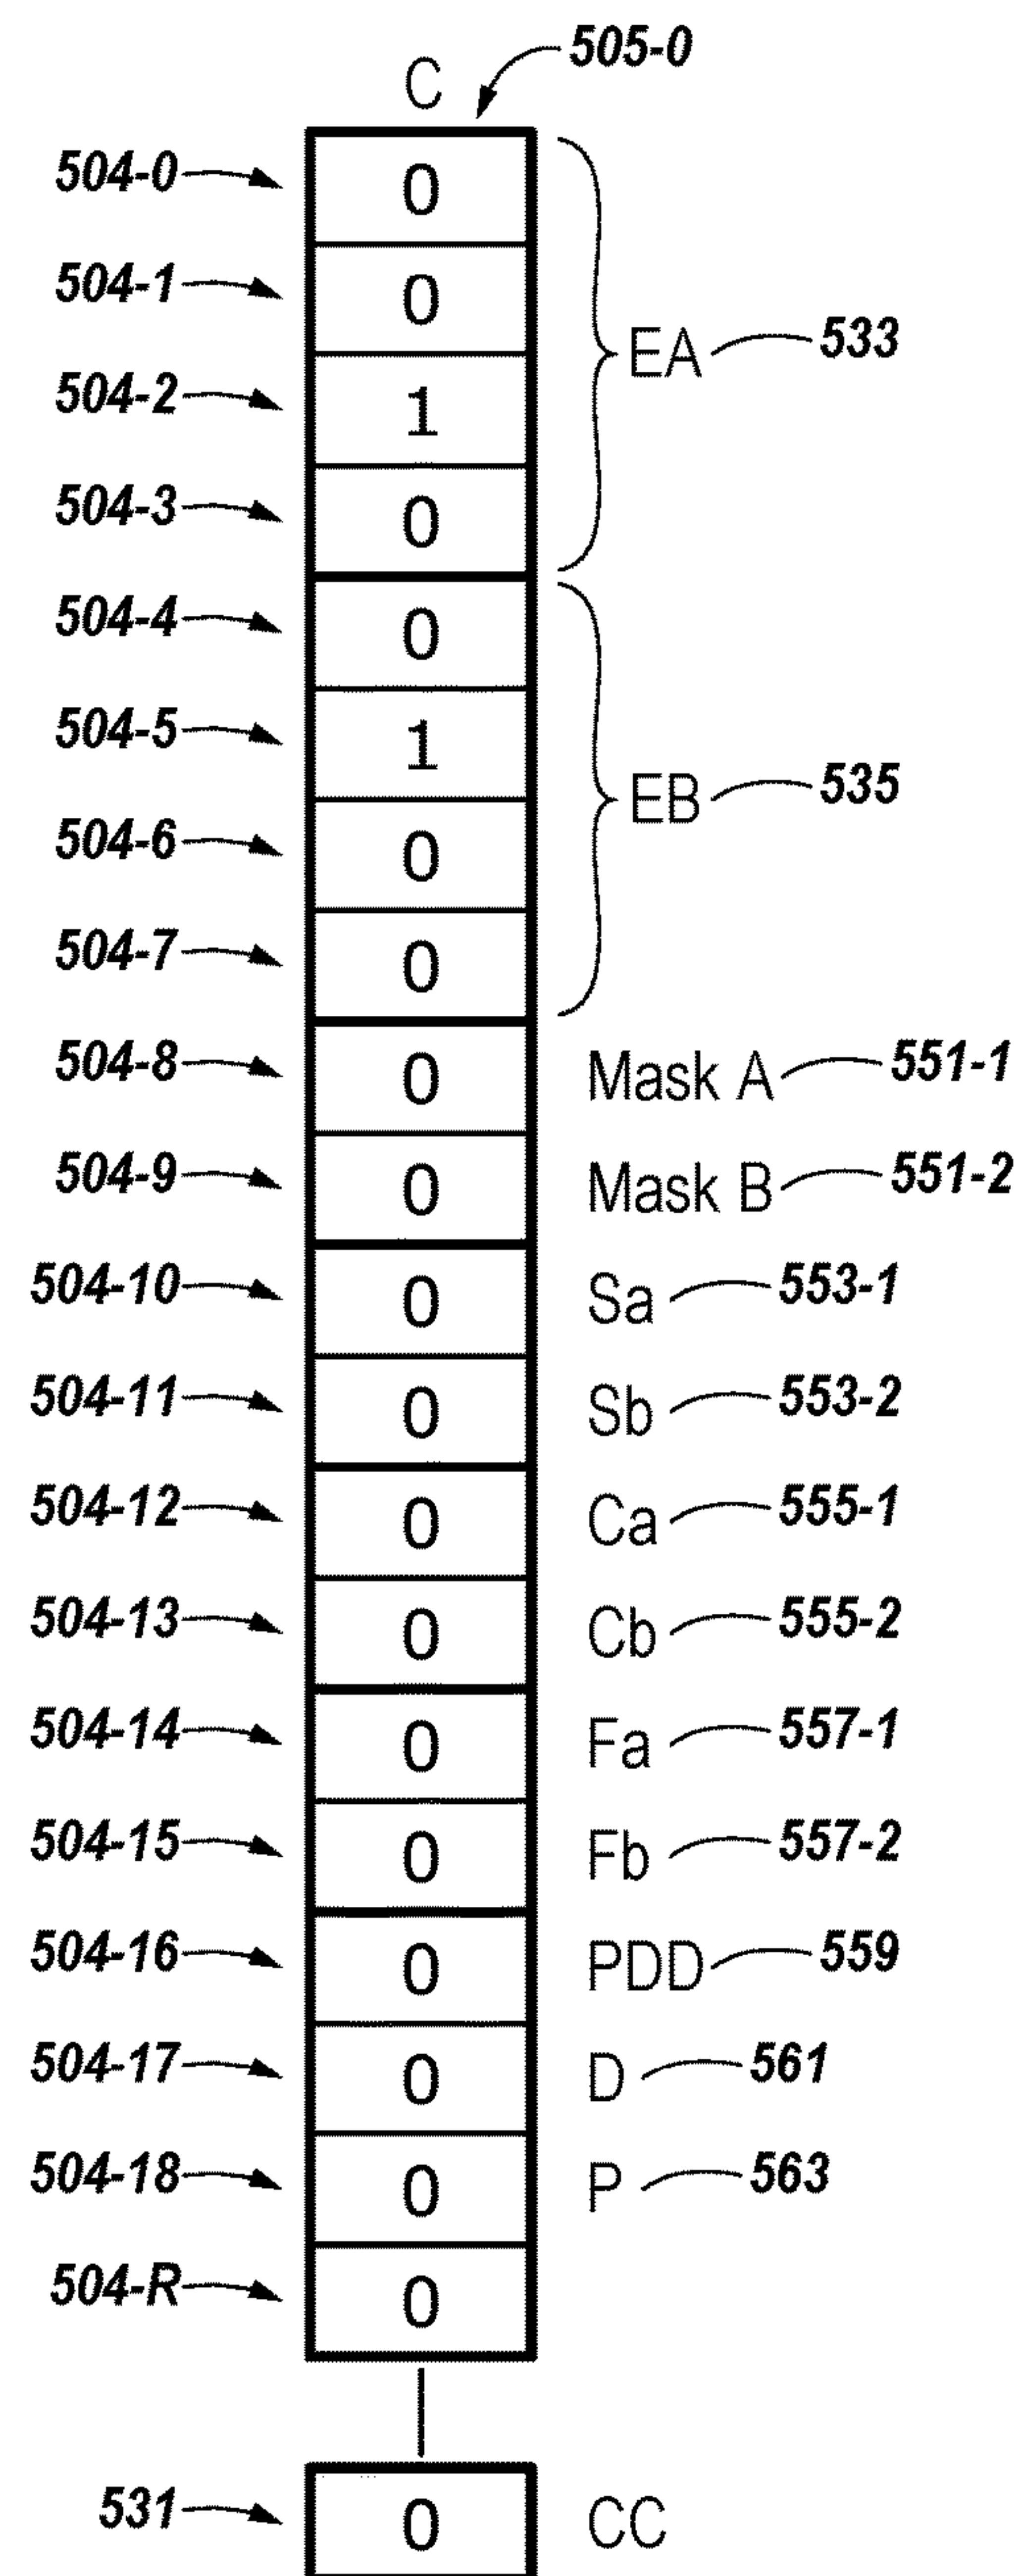 505-0
C
504-0 0
504-1 0
EA 533
504-2 1
504-3 0
504-4 0
504-5 1
EB 535
504-6 0
504-7 0
504-8 0 Mask A 551-1
504-9 0 Mask B 551-2
504-10 0 Sa 553-1
504-11 0 Sb 553-2
504-12 0 Ca 555-1
504-13 0 Cb 555-2
504-14 0 Fa 557-1
504-15 0 Fb 557-2
504-16 0 PDD 559
504-17 0 D 561
504-18 0 P 563
504-R 0
531 0 CC